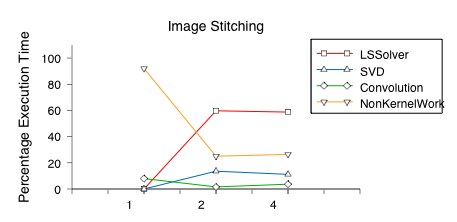 Image Stitching
Percentage Execution Time
100
80
60
40
20
0
1 2 4
LSSolver
SVD
Convolution
NonKernelWork